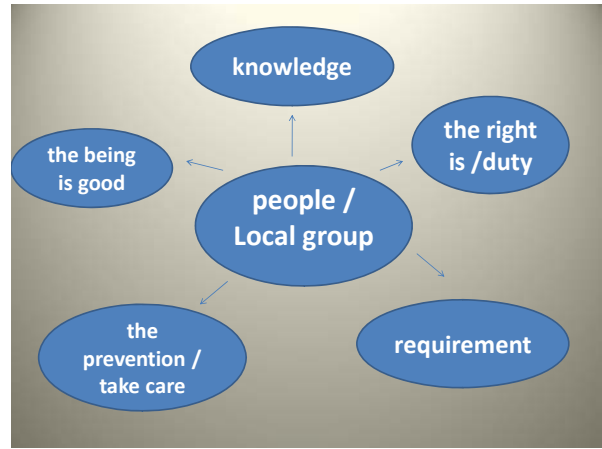 knowledge
the right
is /duty
the being
is good
people /
Local group
the
prevention /
take care
requirement